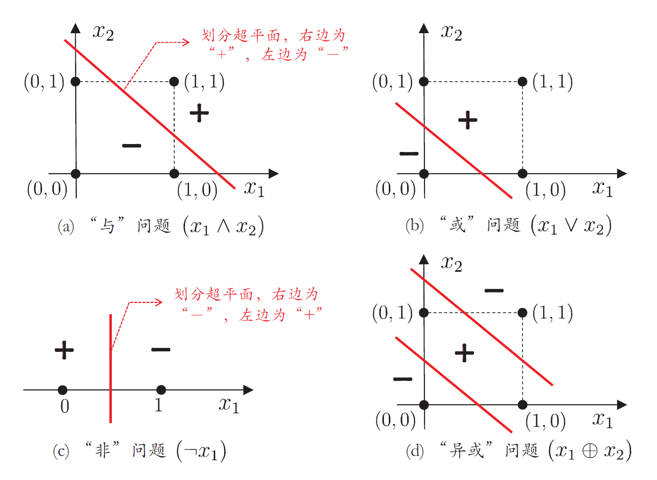 x₂
划分超平面，右边为
“+”，左边为“−”
(0,1)
(1,1)
+
−
(0,0)
(1,0)
x₁
(a) “与”问题 (x₁ ∧ x₂)
x₂
(0,1)
(1,1)
+
−
(0,0)
(1,0)
x₁
(b) “或”问题 (x₁ ∨ x₂)
划分超平面，右边为
“−”，左边为“+”
+
−
0
1
x₁
(c) “非”问题 (¬x₁)
x₂
−
(0,1)
(1,1)
+
−
(0,0)
(1,0)
x₁
(d) “异或”问题 (x₁ ⊕ x₂)